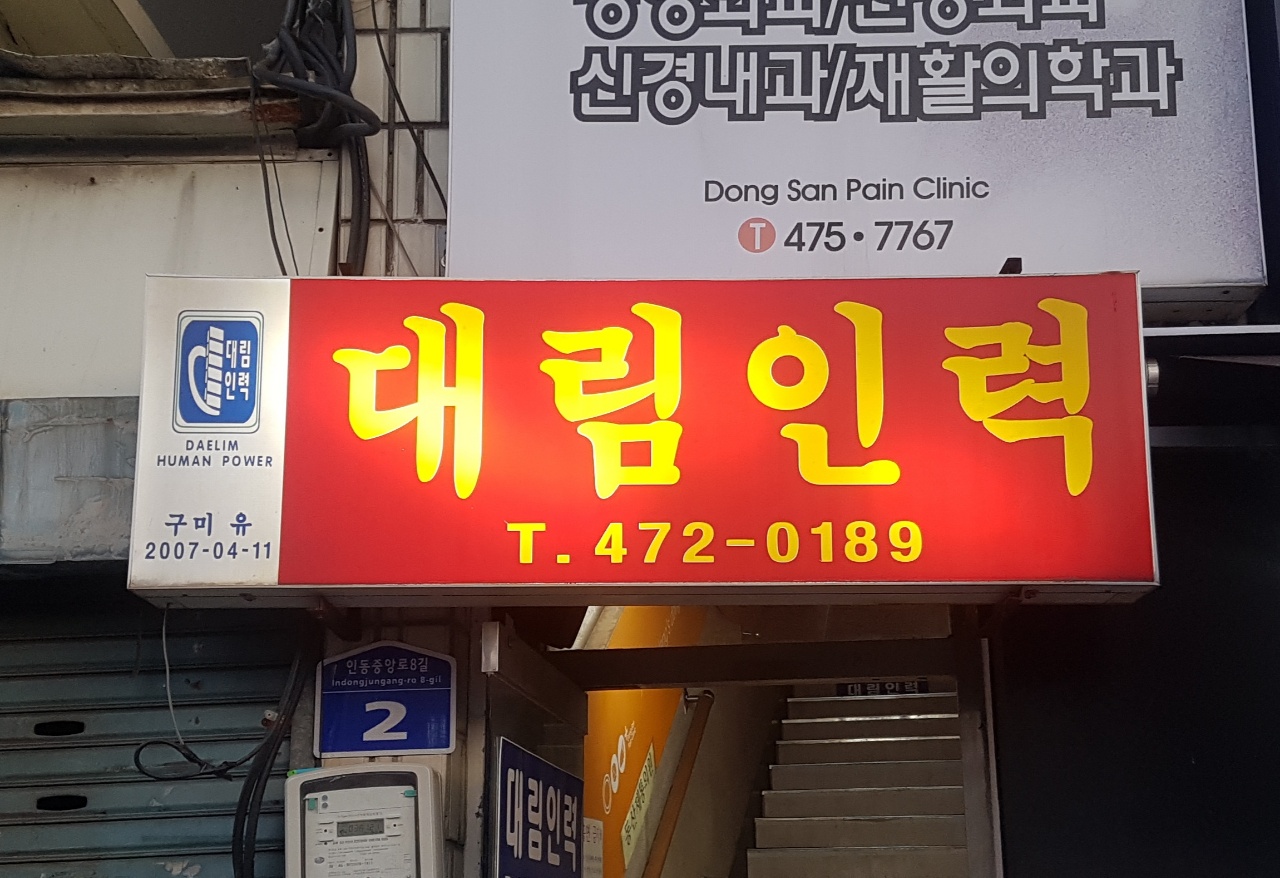 신경내과/재활의학과
Dong San Pain Clinic
T 475·7767
대림
인력
DAELIM
HUMAN POWER
구미 유
2007-04-11
대림인력
T. 472-0189
인동중앙로8길
Indongjungang-ro 8-gil
2
대림인력
대림인력